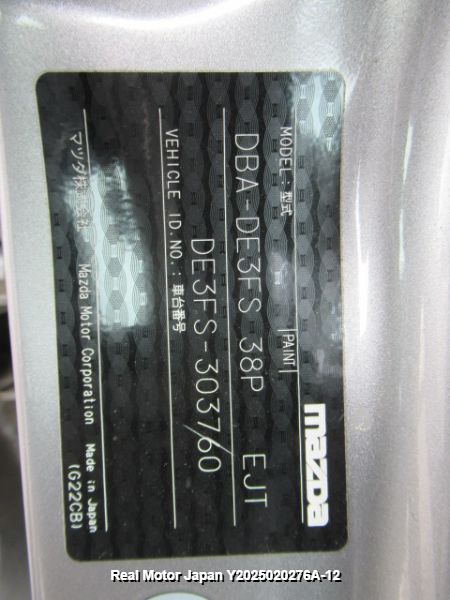 mazda
MODEL:型式 PAINT
DBA-DE3FS 38P EJT
VEHICLE ID.NO.:車台番号
DE3FS-303760
マツダ株式会社 Mazda Motor Corporation Made in Japan
(G22CB)
Real Motor Japan Y2025020276A-12